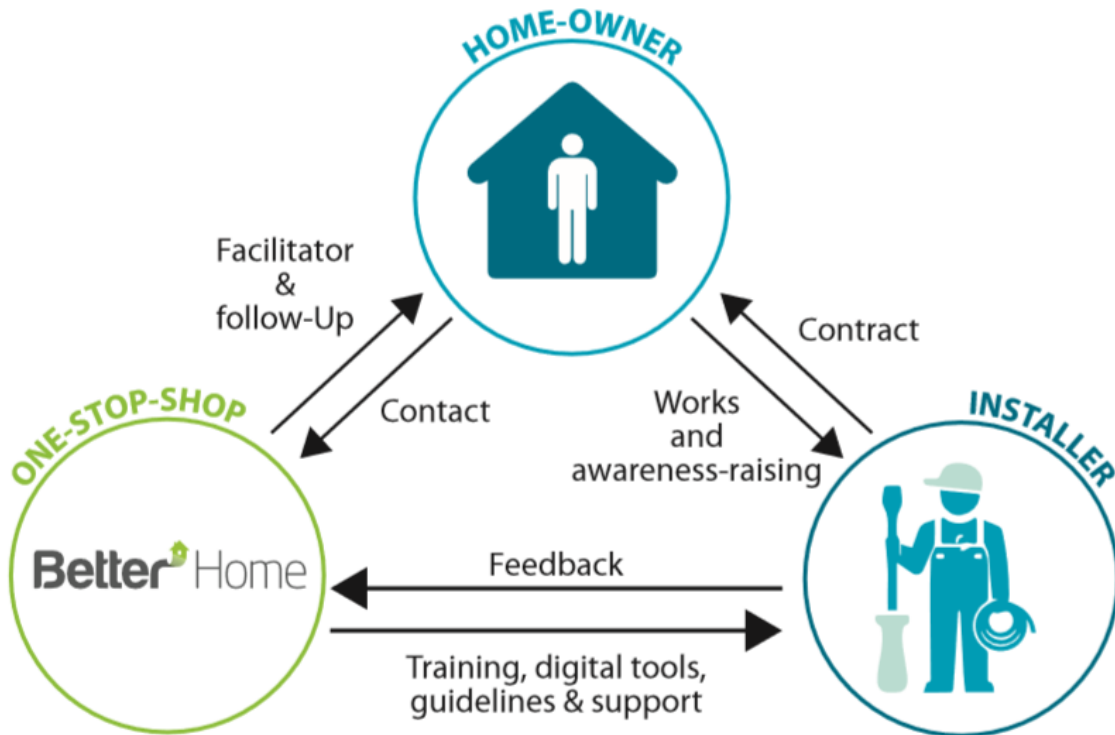 HOME-OWNER
Facilitator
&
follow-Up
Contact
Contract
Works
and
awareness-raising
ONE-STOP-SHOP
Better Home
INSTALLER
Feedback
Training, digital tools,
guidelines & support